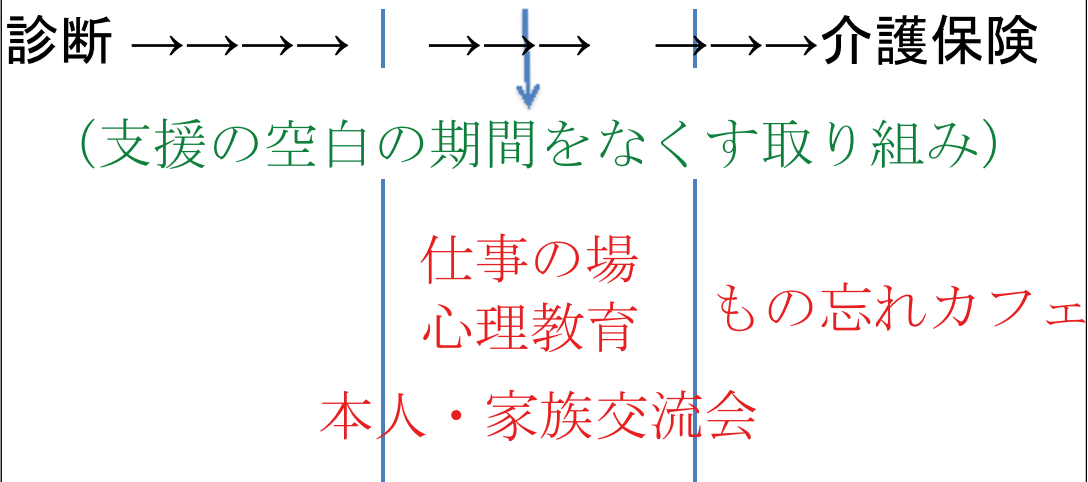 診断 →→→→ →→→ →→→介護保険
（支援の空白の期間をなくす取り組み）
仕事の場
心理教育
もの忘れカフェ
本人・家族交流会